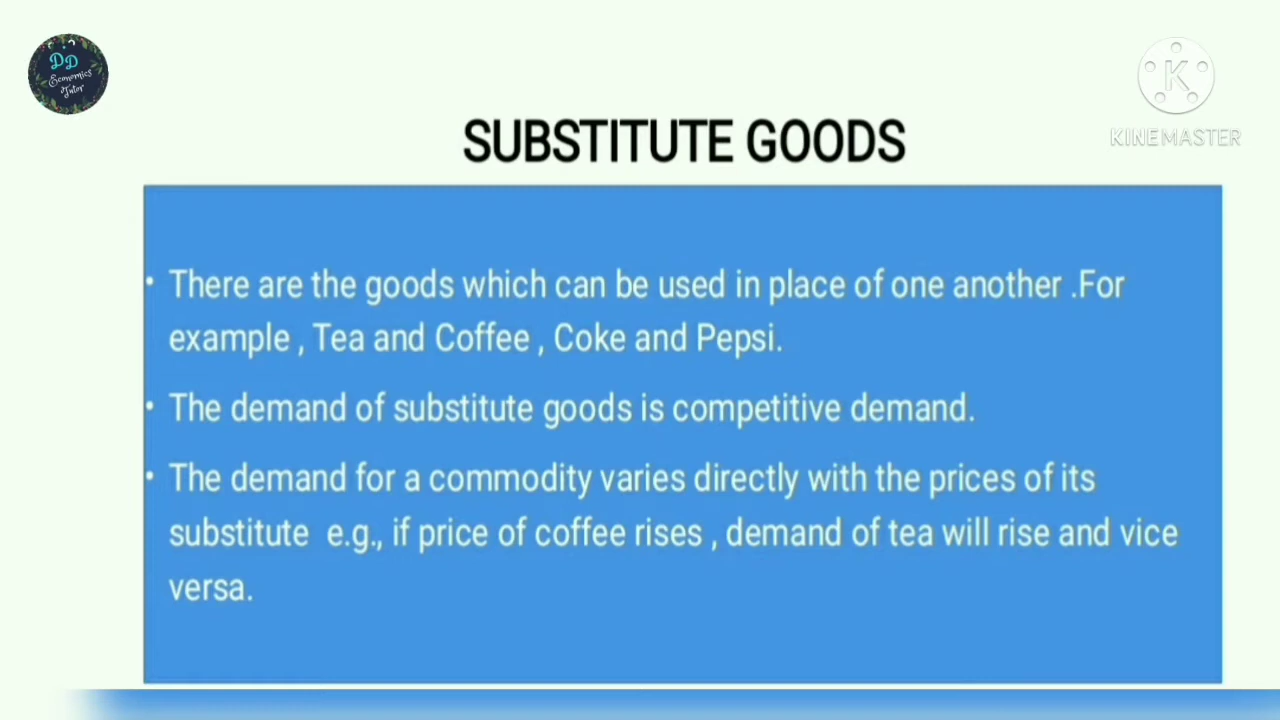 DD
Economics
Tutor
K
KINEMASTER
SUBSTITUTE GOODS
• There are the goods which can be used in place of one another .For
example , Tea and Coffee , Coke and Pepsi.
• The demand of substitute goods is competitive demand.
• The demand for a commodity varies directly with the prices of its
substitute e.g., if price of coffee rises , demand of tea will rise and vice
versa.